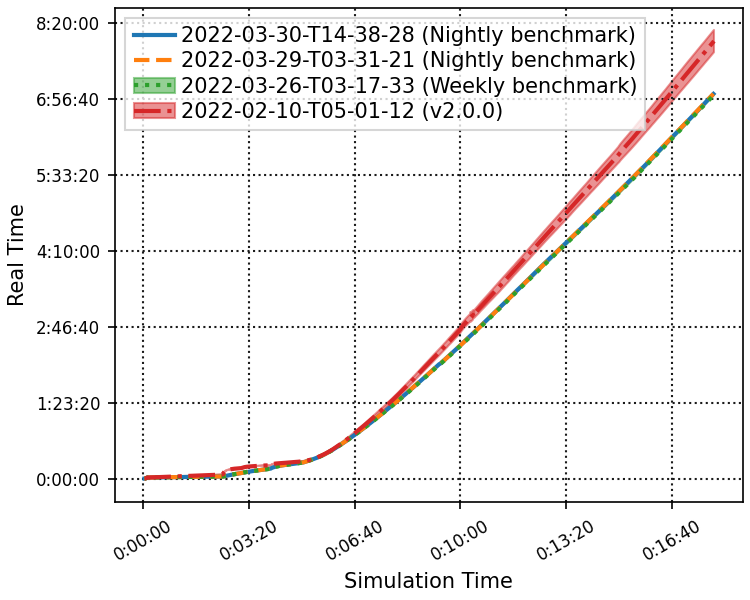 8:20:00
6:56:40
5:33:20
4:10:00
2:46:40
1:23:20
0:00:00
Real Time
2022-03-30-T14-38-28 (Nightly benchmark)
2022-03-29-T03-31-21 (Nightly benchmark)
2022-03-26-T03-17-33 (Weekly benchmark)
2022-02-10-T05-01-12 (v2.0.0)
0:00:00
0:03:20
0:06:40
0:10:00
0:13:20
0:16:40
Simulation Time